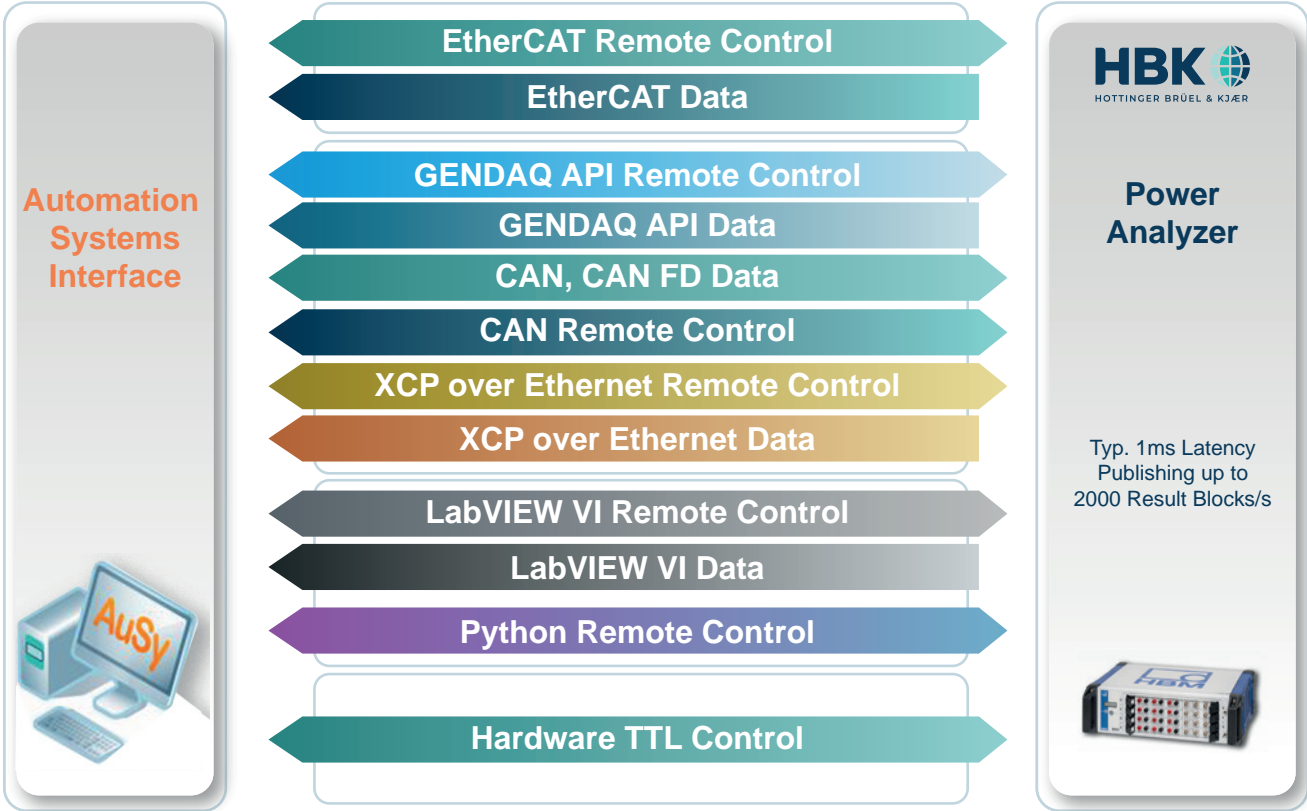 Automation
Systems
Interface
AuSy
EtherCAT Remote Control
EtherCAT Data
GENDAQ API Remote Control
GENDAQ API Data
CAN, CAN FD Data
CAN Remote Control
XCP over Ethernet Remote Control
XCP over Ethernet Data
LabVIEW VI Remote Control
LabVIEW VI Data
Python Remote Control
Hardware TTL Control
HBK
HOTTINGER BRÜEL & KJÆR
Power
Analyzer
Typ. 1ms Latency
Publishing up to
2000 Result Blocks/s
HBM